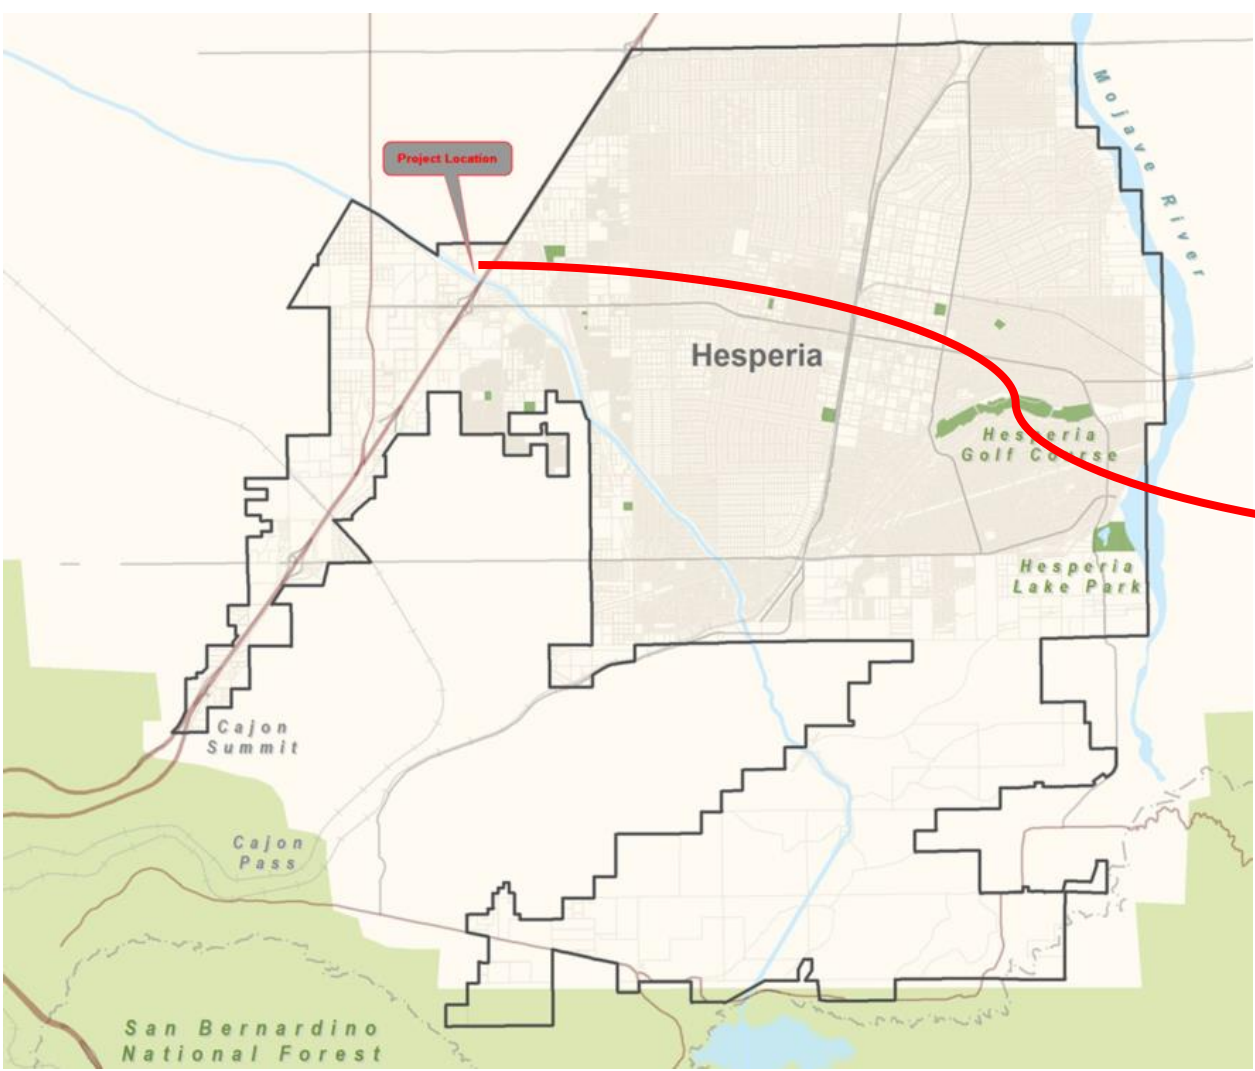 Mojave River
Project Location
Hesperia
Hesperia
Golf Course
Hesperia
Lake Park
Cajon
Summit
Cajon
Pass
San Bernardino
National Forest